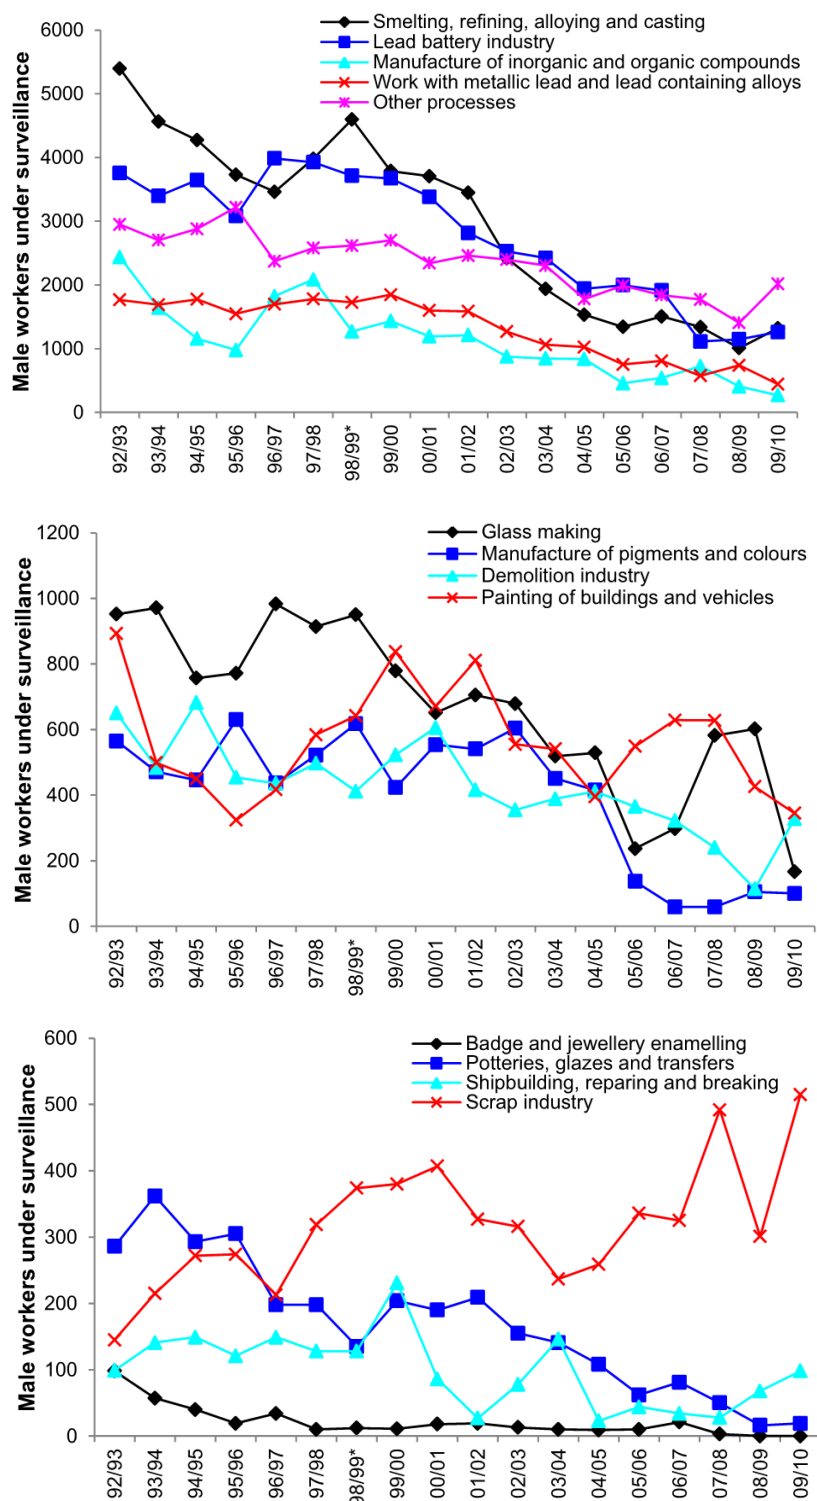 Smelting, refining, alloying and casting
Lead battery industry
Manufacture of inorganic and organic compounds
Work with metallic lead and lead containing alloys
Other processes
Male workers under surveillance
6000
5000
4000
3000
2000
1000
0
92/93 93/94 94/95 95/96 96/97 97/98 98/99* 99/00 00/01 01/02 02/03 03/04 04/05 05/06 06/07 07/08 08/09 09/10
Glass making
Manufacture of pigments and colours
Demolition industry
Painting of buildings and vehicles
Male workers under surveillance
1200
1000
800
600
400
200
0
92/93 93/94 94/95 95/96 96/97 97/98 98/99* 99/00 00/01 01/02 02/03 03/04 04/05 05/06 06/07 07/08 08/09 09/10
Badge and jewellery enamelling
Potteries, glazes and transfers
Shipbuilding, reparing and breaking
Scrap industry
Male workers under surveillance
600
500
400
300
200
100
0
92/93 93/94 94/95 95/96 96/97 97/98 98/99* 99/00 00/01 01/02 02/03 03/04 04/05 05/06 06/07 07/08 08/09 09/10